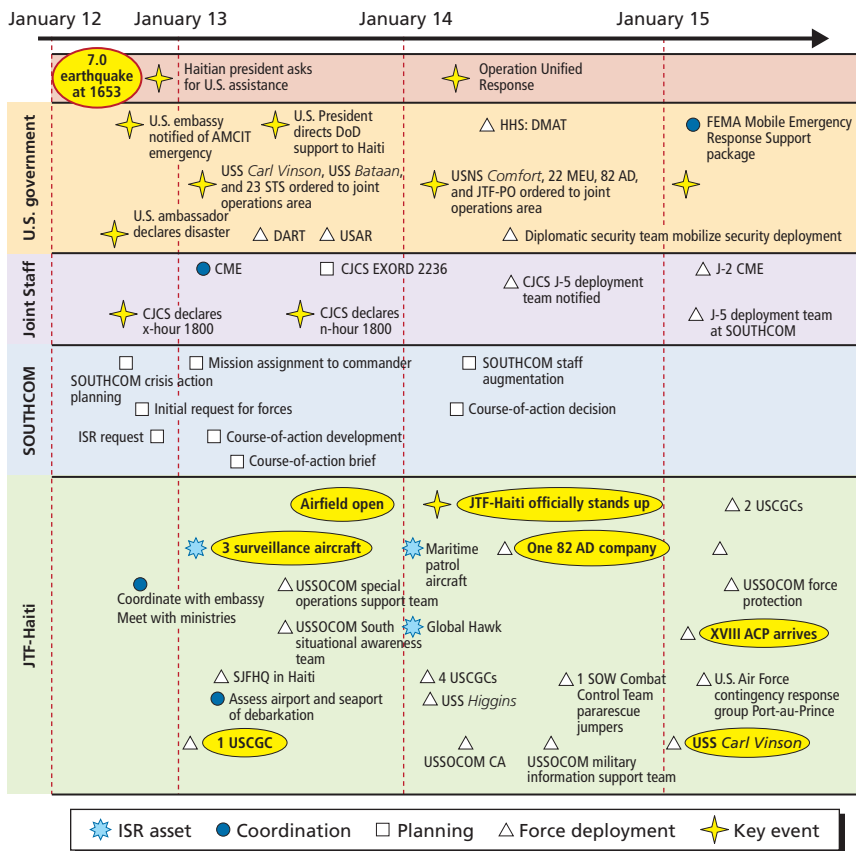 January 12 January 13 January 14 January 15
7.0
earthquake
at 1653
Haitian president asks
for U.S. assistance
Operation Unified
Response
U.S. government
U.S. embassy
notified of AMCIT
emergency
U.S. President
directs DoD
support to Haiti
HHS: DMAT
FEMA Mobile Emergency
Response Support
package
USS Carl Vinson, USS Bataan,
and 23 STS ordered to joint
operations area
USNS Comfort, 22 MEU, 82 AD,
and JTF-PO ordered to joint
operations area
U.S. ambassador
declares disaster
DART
USAR
Diplomatic security team mobilize security deployment
Joint Staff
CME
CJCS EXORD 2236
CJCS J-5 deployment
team notified
J-2 CME
CJCS declares
x-hour 1800
CJCS declares
n-hour 1800
J-5 deployment team
at SOUTHCOM
SOUTHCOM
SOUTHCOM crisis action
planning
Mission assignment to commander
SOUTHCOM staff
augmentation
Initial request for forces
Course-of-action decision
ISR request
Course-of-action development
Course-of-action brief
JTF-Haiti
Airfield open
JTF-Haiti officially stands up
2 USCGCs
3 surveillance aircraft
Maritime
patrol
aircraft
One 82 AD company
Coordinate with embassy
Meet with ministries
USSOCOM special
operations support team
USSOCOM force
protection
USSOCOM South
situational awareness
team
Global Hawk
XVIII ACP arrives
SJFHQ in Haiti
4 USCGCs
1 SOW Combat
Control Team
pararescue
jumpers
U.S. Air Force
contingency response
group Port-au-Prince
Assess airport and seaport
of debarkation
USS Higgins
1 USCGC
USSOCOM CA
USSOCOM military
information support team
USS Carl Vinson
ISR asset Coordination Planning Force deployment Key event